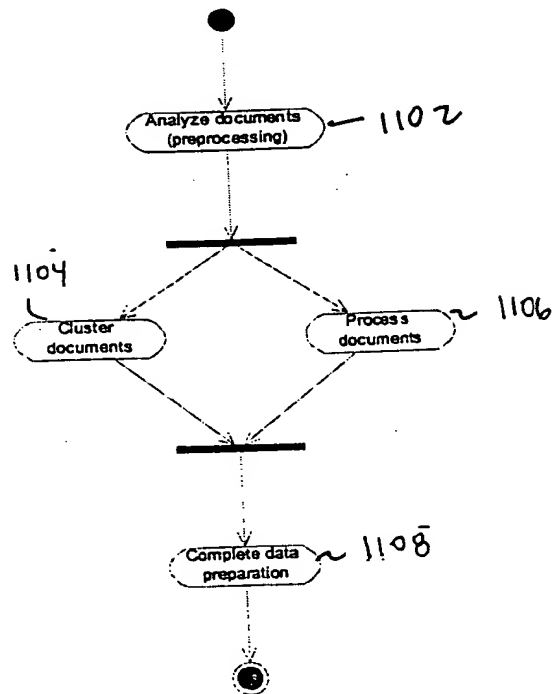 Analyze documents
(preprocessing)
1102
1104
Cluster
documents
Process
documents
1106
Complete data
preparation
1108